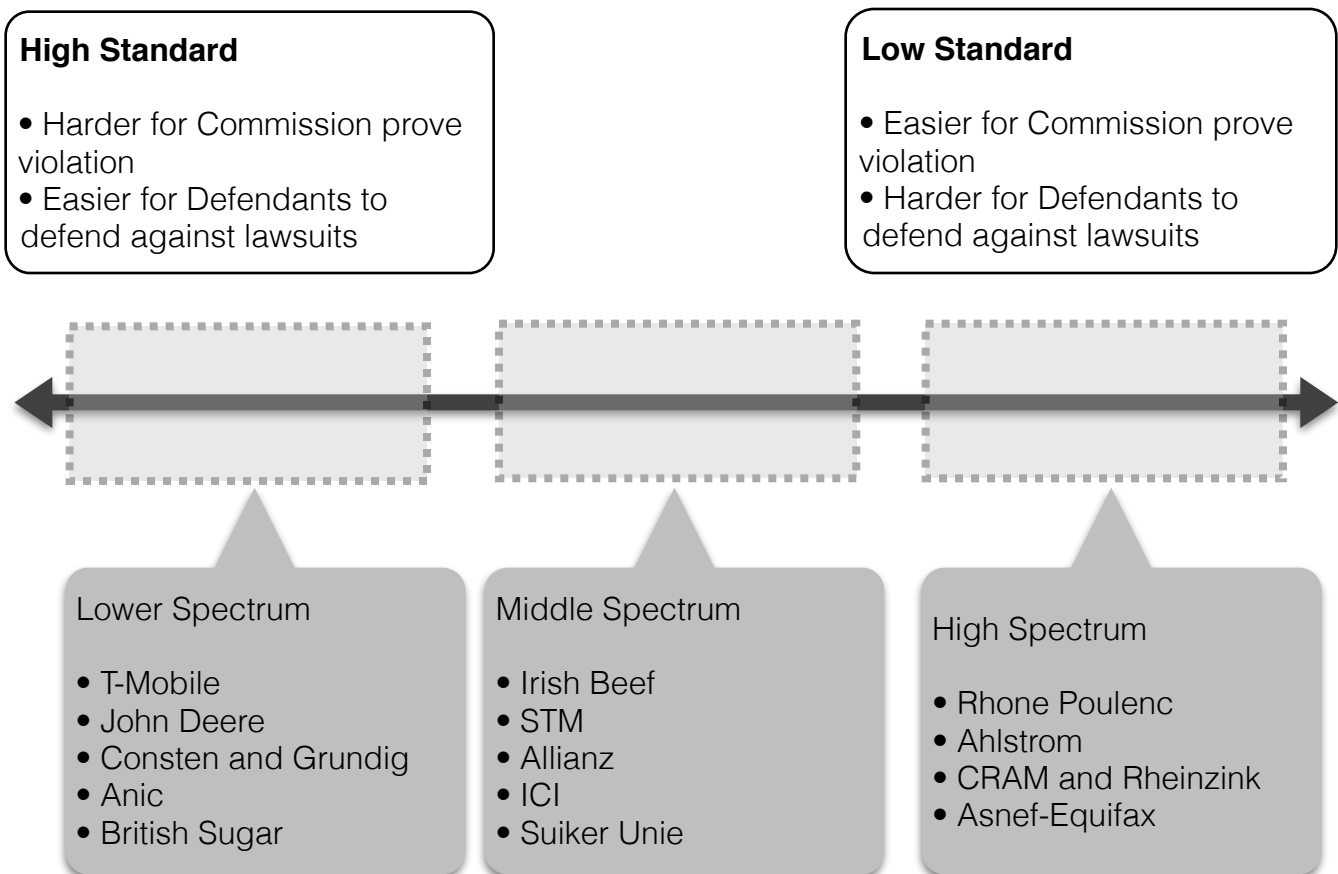 High Standard
• Harder for Commission prove
violation
• Easier for Defendants to
defend against lawsuits
Low Standard
• Easier for Commission prove
violation
• Harder for Defendants to
defend against lawsuits
Lower Spectrum
• T-Mobile
• John Deere
• Consten and Grundig
• Anic
• British Sugar
Middle Spectrum
• Irish Beef
• STM
• Allianz
• ICI
• Suiker Unie
High Spectrum
• Rhone Poulenc
• Ahlstrom
• CRAM and Rheinzink
• Asnef-Equifax